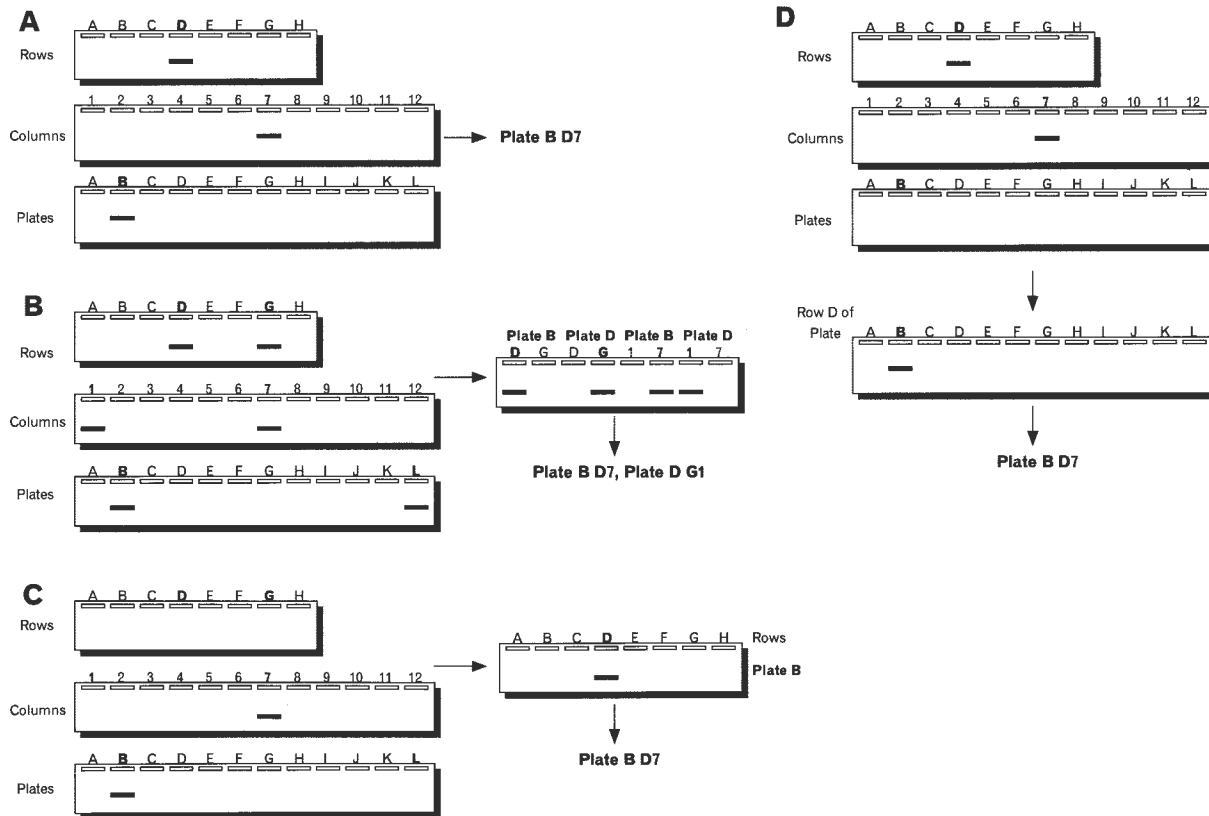 A
A B C D E F G H
Rows
1 2 3 4 5 6 7 8 9 10 11 12
Columns
Plate B D7
A B C D E F G H I J K L
Plates
B
A B C D E F G H
Rows
1 2 3 4 5 6 7 8 9 10 11 12
Columns
A B C D E F G H I J K L
Plates
Plate B Plate D Plate B Plate D
D G D G 1 7 1 7
Plate B D7, Plate D G1
C
A B C D E F G H
Rows
1 2 3 4 5 6 7 8 9 10 11 12
Columns
A B C D E F G H I J K L
Plates
A B C D E F G H Rows
Plate B
Plate B D7
D
A B C D E F G H
Rows
1 2 3 4 5 6 7 8 9 10 11 12
Columns
A B C D E F G H I J K L
Plates
Row D of
Plate
A B C D E F G H I J K L
Plate B D7